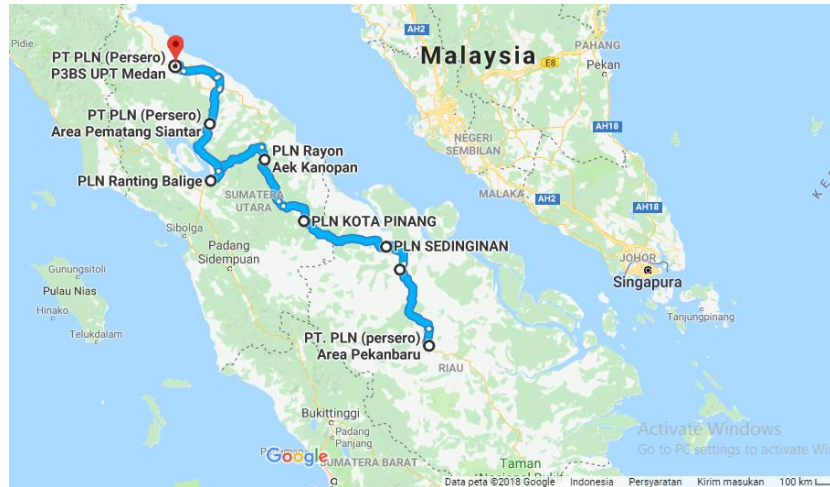 Pidie
PT PLN (Persero)
P3BS UPT Medan
PT PLN (Persero)
Area Pematang Siantar
PLN Ranting Balige
PLN Rayon
Aek Kanopan
SUMATERA
UTARA
PLN KOTA PINANG
PLN SEDINGINAN
PT. PLN (persero)
Area Pekanbaru
RIAU
Sibolga
Padang
Sidempuan
Gunungsitoli
Pulau Nias
Hinako
Telukdalam
Bukittinggi
Padang
Panjang
SUMATERA BARAT
Taman
AH2
Malaysia
E8
PAHANG
Pekan
AH18
NEGERI
SEMBILAN
MALAKA
AH2
AH18
JOHOR
Singapura
Tanjungpinang
Activate Windows
Go to PC settings to activate Wi
Google
Data peta ©2018 Google
Indonesia
Persyaratan
Kirim masukan
100 km